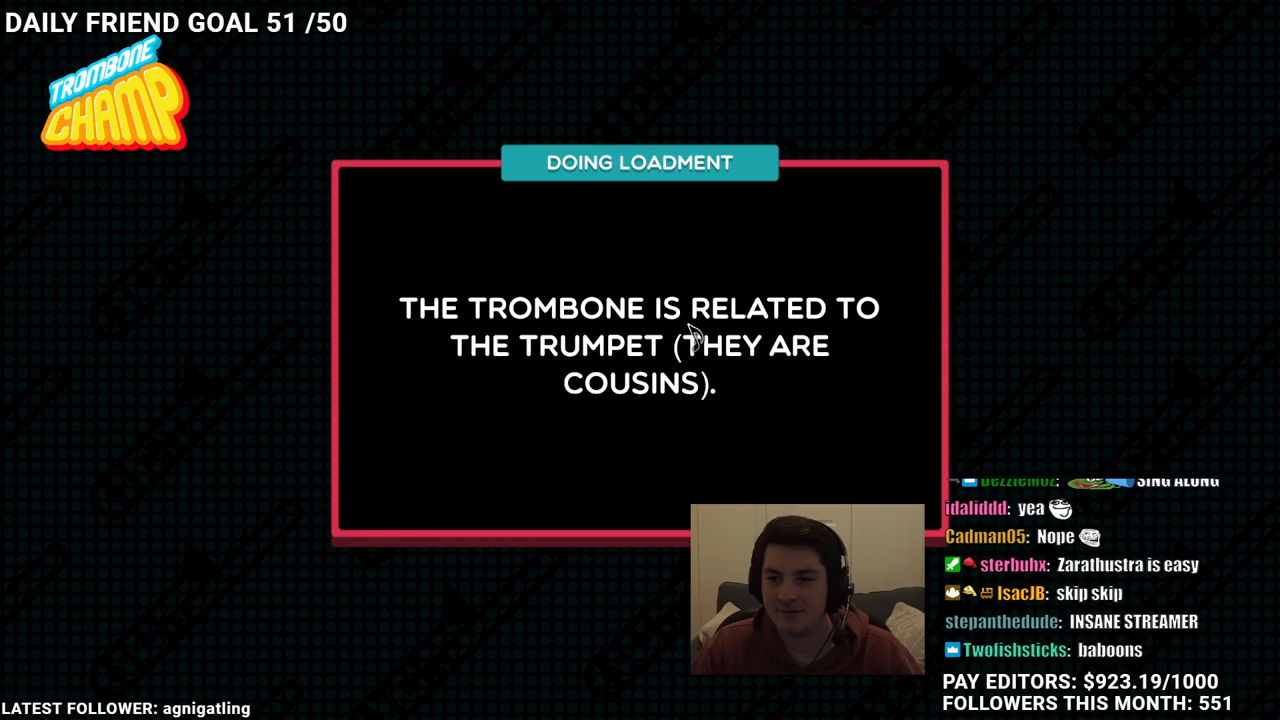 DAILY FRIEND GOAL 51 /50
TROMBONE
CHAMP
DOING LOADMENT
THE TROMBONE IS RELATED TO
THE TRUMPET (THEY ARE
COUSINS).
DezzieMoz: SING ALONG
idaliddd: yea
Cadman05: Nope
sterbuhx: Zarathustra is easy
IsacJB: skip skip
stepanthedude: INSANE STREAMER
Twofishsticks: baboons
PAY EDITORS: $923.19/1000
FOLLOWERS THIS MONTH: 551
LATEST FOLLOWER: agnigatling